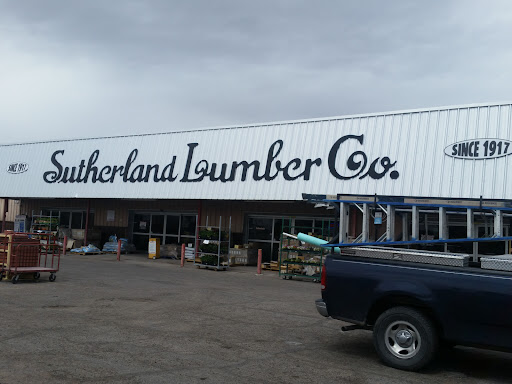 SINCE 1917
Sutherland Lumber Co.
SINCE 1917